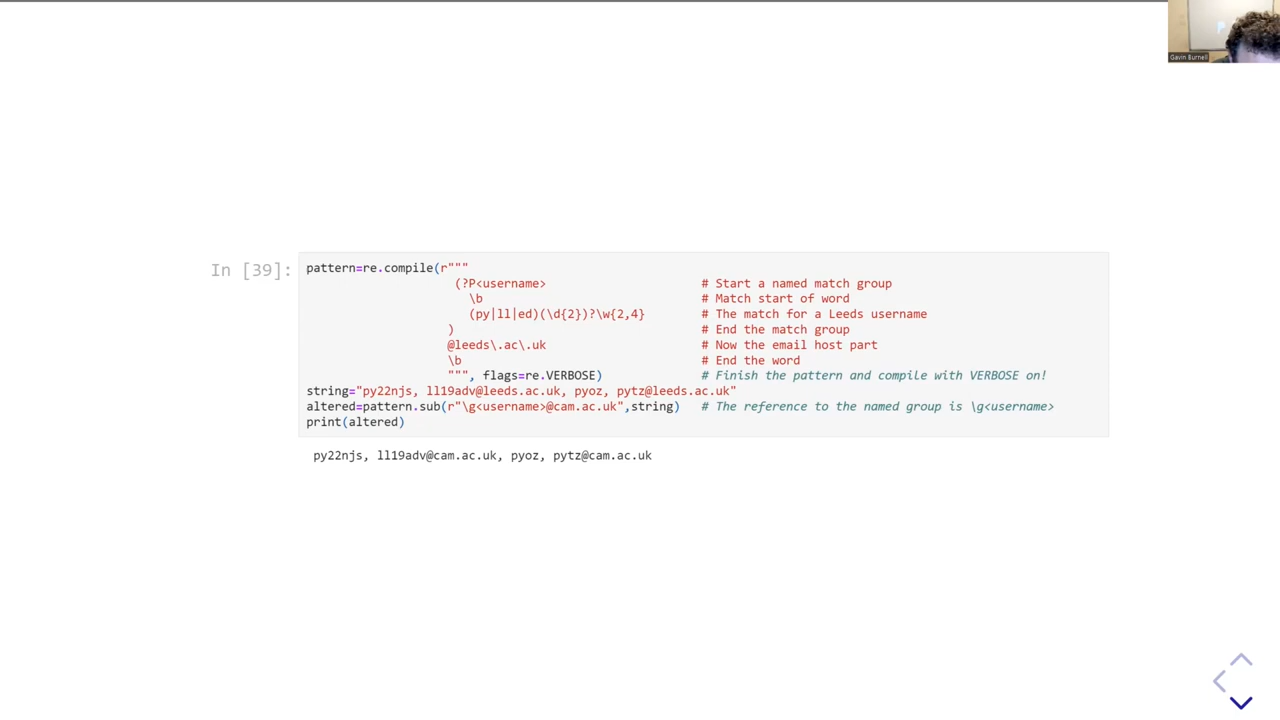 Gavin Burnell
In [39]:
pattern=re.compile(r"""
(?P<username> # Start a named match group
\b # Match start of word
(py|ll|ed)(\d{2})?\w{2,4} # The match for a Leeds username
) # End the match group
@leeds\.ac\.uk # Now the email host part
\b # End the word
""", flags=re.VERBOSE) # Finish the pattern and compile with VERBOSE on!
string="py22njs, ll19adv@leeds.ac.uk, pyoz, pytz@leeds.ac.uk"
altered=pattern.sub(r"\g<username>@cam.ac.uk",string) # The reference to the named group is \g<username>
print(altered)
py22njs, ll19adv@cam.ac.uk, pyoz, pytz@cam.ac.uk